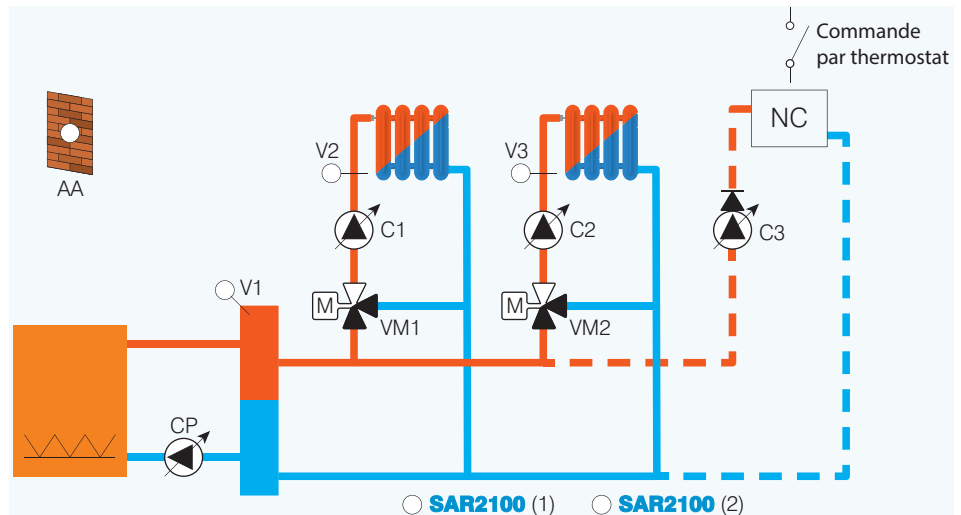 Commande
par thermostat
NC
AA
V2
V3
C1
C2
C3
V1
M
VM1
M
VM2
CP
SAR2100 (1)
SAR2100 (2)